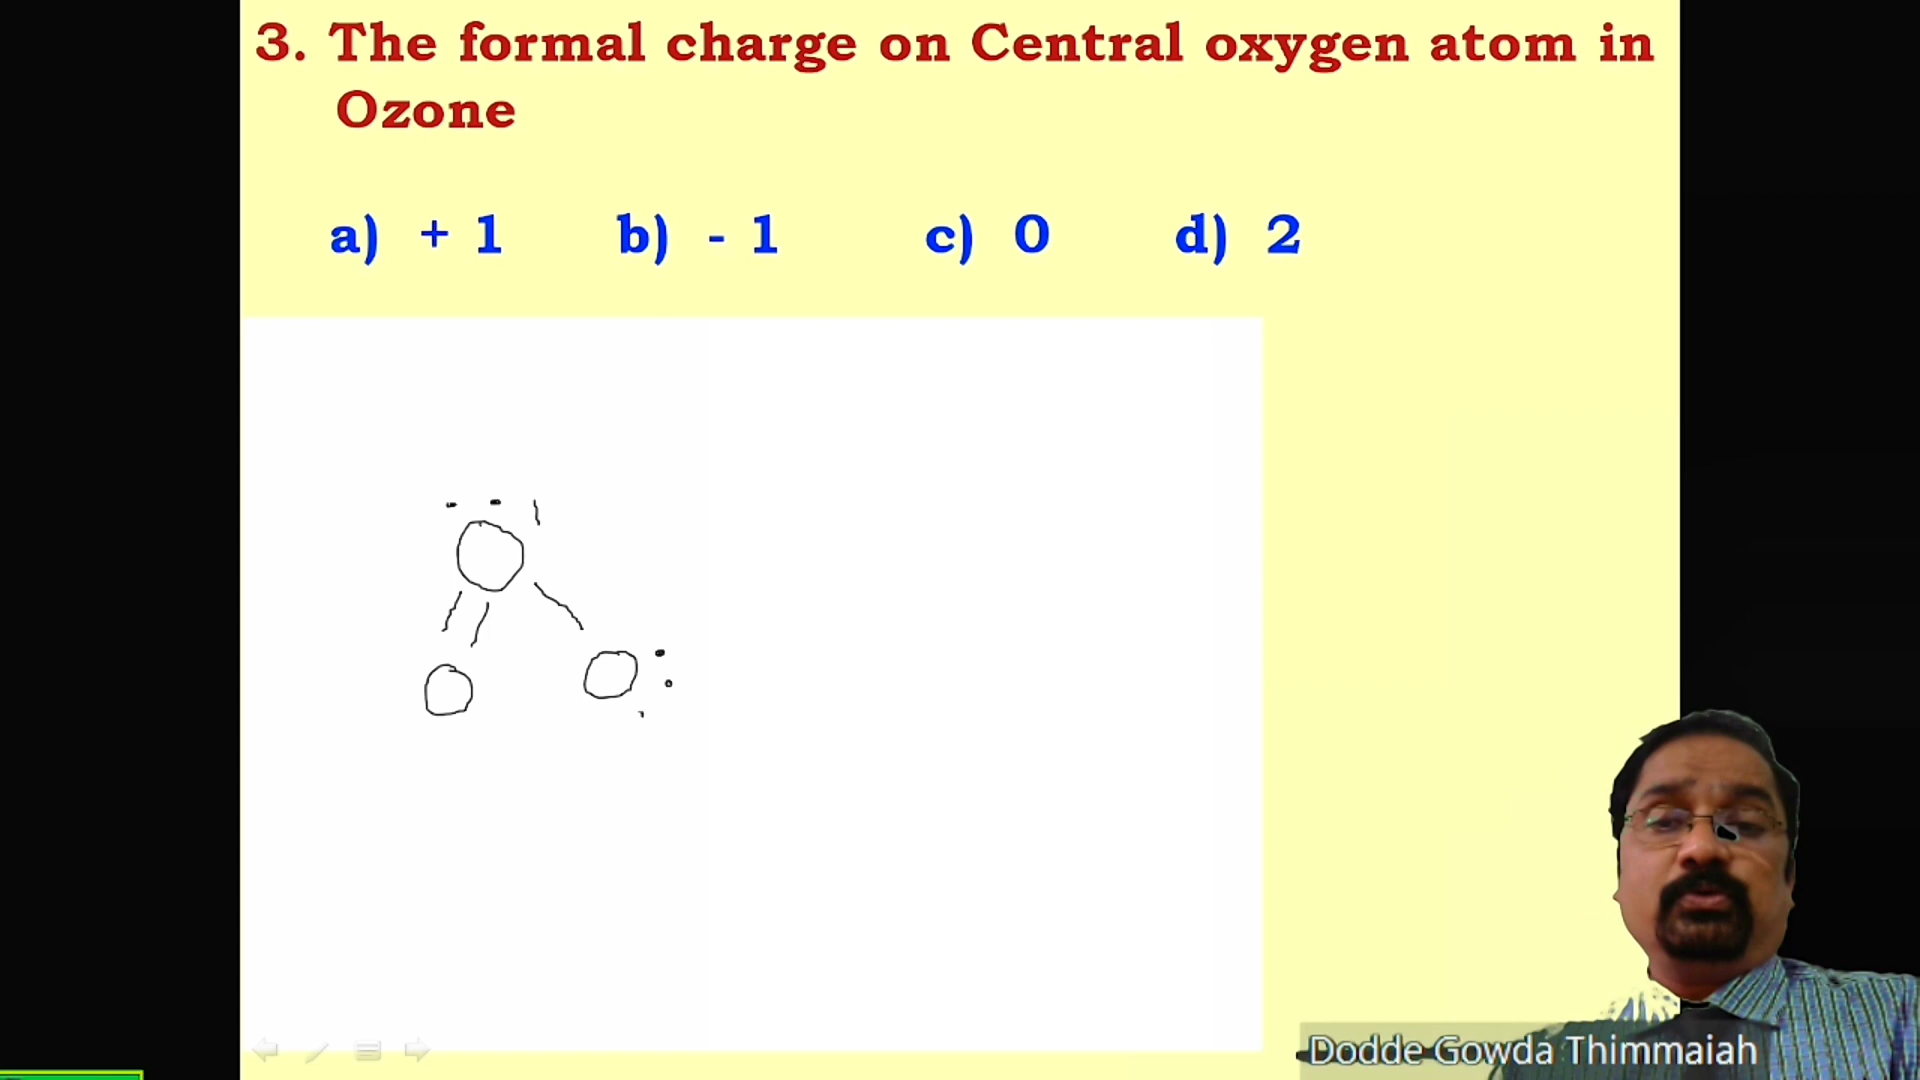 3. The formal charge on Central oxygen atom in
Ozone
a) + 1 b) - 1 c) 0 d) 2
Dodde Gowda Thimmaiah